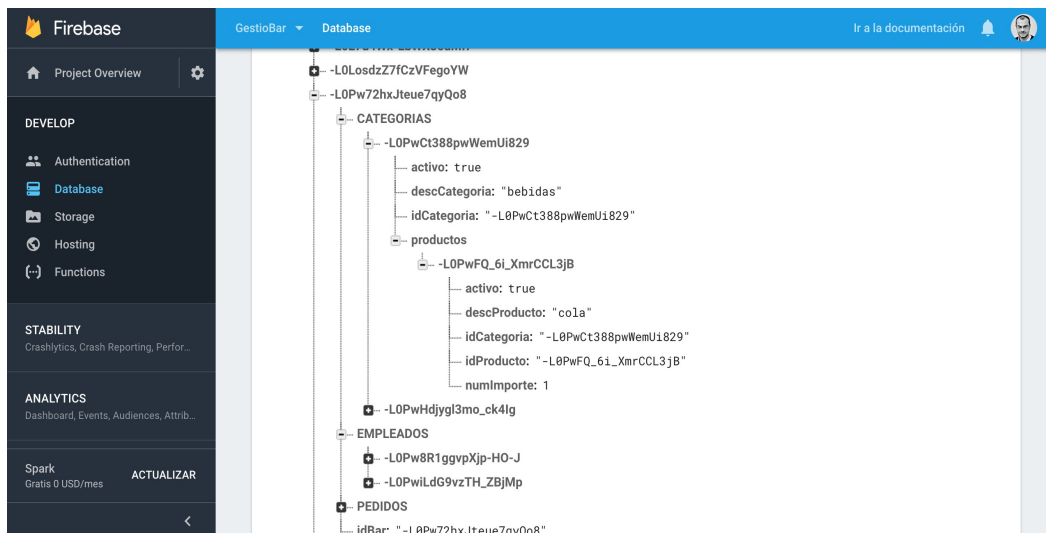 Firebase
GestioBar
Database
Ir a la documentación
Project Overview
DEVELOP
Authentication
Database
Storage
Hosting
Functions
STABILITY
Crashlytics, Crash Reporting, Perfor...
ANALYTICS
Dashboard, Events, Audiences, Attrib...
Spark
Gratis 0 USD/mes
ACTUALIZAR
-L0LosdzZ7fCzVFegoYW
-L0Pw72hxJteue7qyQo8
CATEGORIAS
-L0PwCt388pwWemUi829
activo: true
descCategoria: "bebidas"
idCategoria: "-L0PwCt388pwWemUi829"
productos
-L0PwFQ_6i_XmrCCL3jB
activo: true
descProducto: "cola"
idCategoria: "-L0PwCt388pwWemUi829"
idProducto: "-L0PwFQ_6i_XmrCCL3jB"
numImporte: 1
-L0PwHdjygl3mo_ck4Ig
EMPLEADOS
-L0Pw8R1ggvpXjp-HO-J
-L0PwiLdG9vzTH_ZBjMp
PEDIDOS
idBar: "-L0Pw72hxJteue7qyQo8"